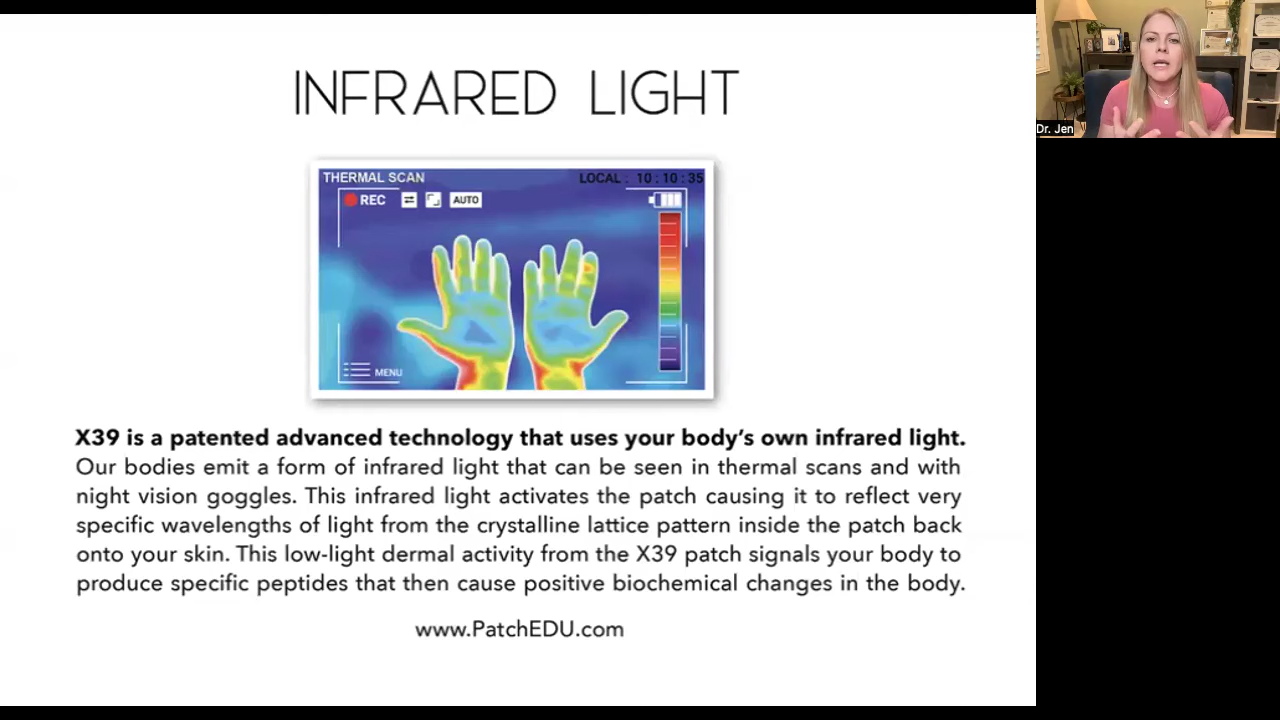 INFRARED LIGHT
THERMAL SCAN
LOCAL : 10:10:35
REC
AUTO
MENU
X39 is a patented advanced technology that uses your body's own infrared light.
Our bodies emit a form of infrared light that can be seen in thermal scans and with
night vision goggles. This infrared light activates the patch causing it to reflect very
specific wavelengths of light from the crystalline lattice pattern inside the patch back
onto your skin. This low-light dermal activity from the X39 patch signals your body to
produce specific peptides that then cause positive biochemical changes in the body.
www.PatchEDU.com
Dr. Jen